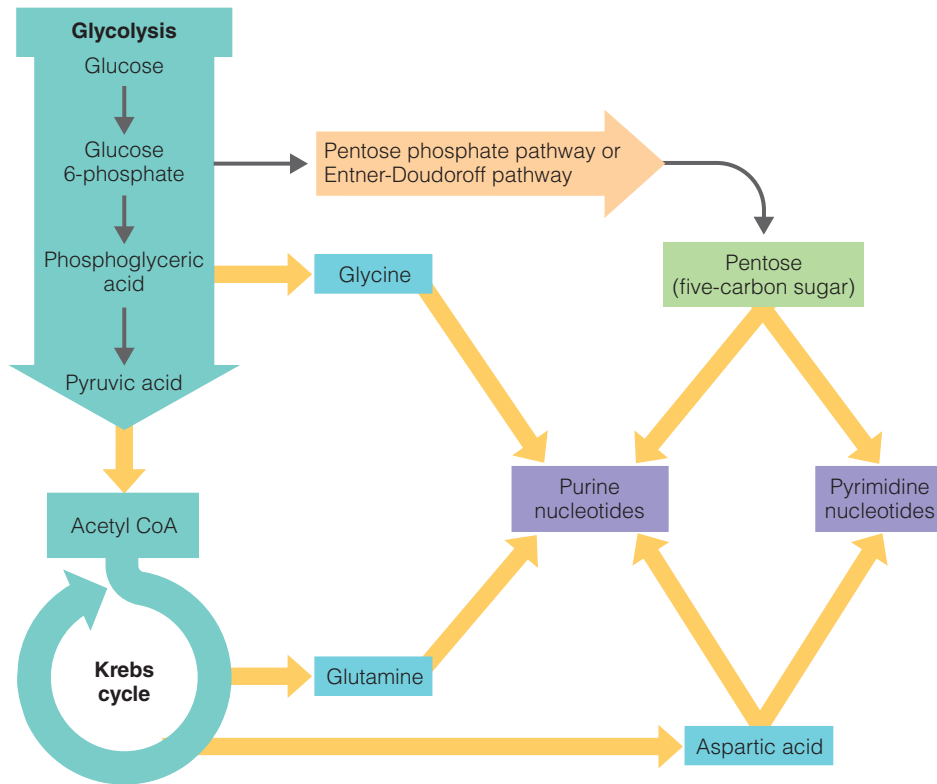 Glycolysis
Glucose
Glucose
6-phosphate
Phosphoglyceric
acid
Pyruvic acid
Pentose phosphate pathway or
Entner-Doudoroff pathway
Glycine
Pentose
(five-carbon sugar)
Purine
nucleotides
Pyrimidine
nucleotides
Acetyl CoA
Krebs
cycle
Glutamine
Aspartic acid